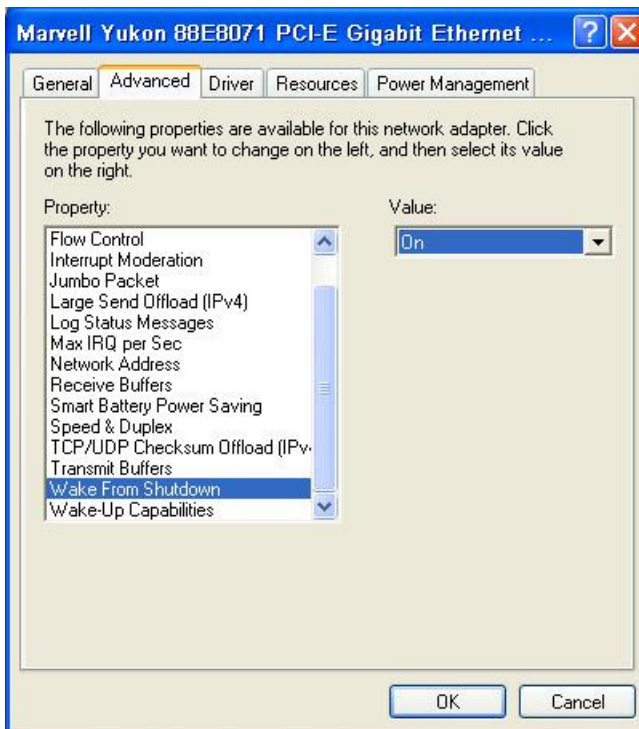 Marvell Yukon 88E8071 PCI-E Gigabit Ethernet ...
General Advanced Driver Resources Power Management
The following properties are available for this network adapter. Click
the property you want to change on the left, and then select its value
on the right.
Property:
Value:
Flow Control
Interrupt Moderation
Jumbo Packet
Large Send Offload (IPv4)
Log Status Messages
Max IRQ per Sec
Network Address
Receive Buffers
Smart Battery Power Saving
Speed & Duplex
TCP/UDP Checksum Offload (IPv
Transmit Buffers
Wake From Shutdown
Wake-Up Capabilities
On
OK
Cancel